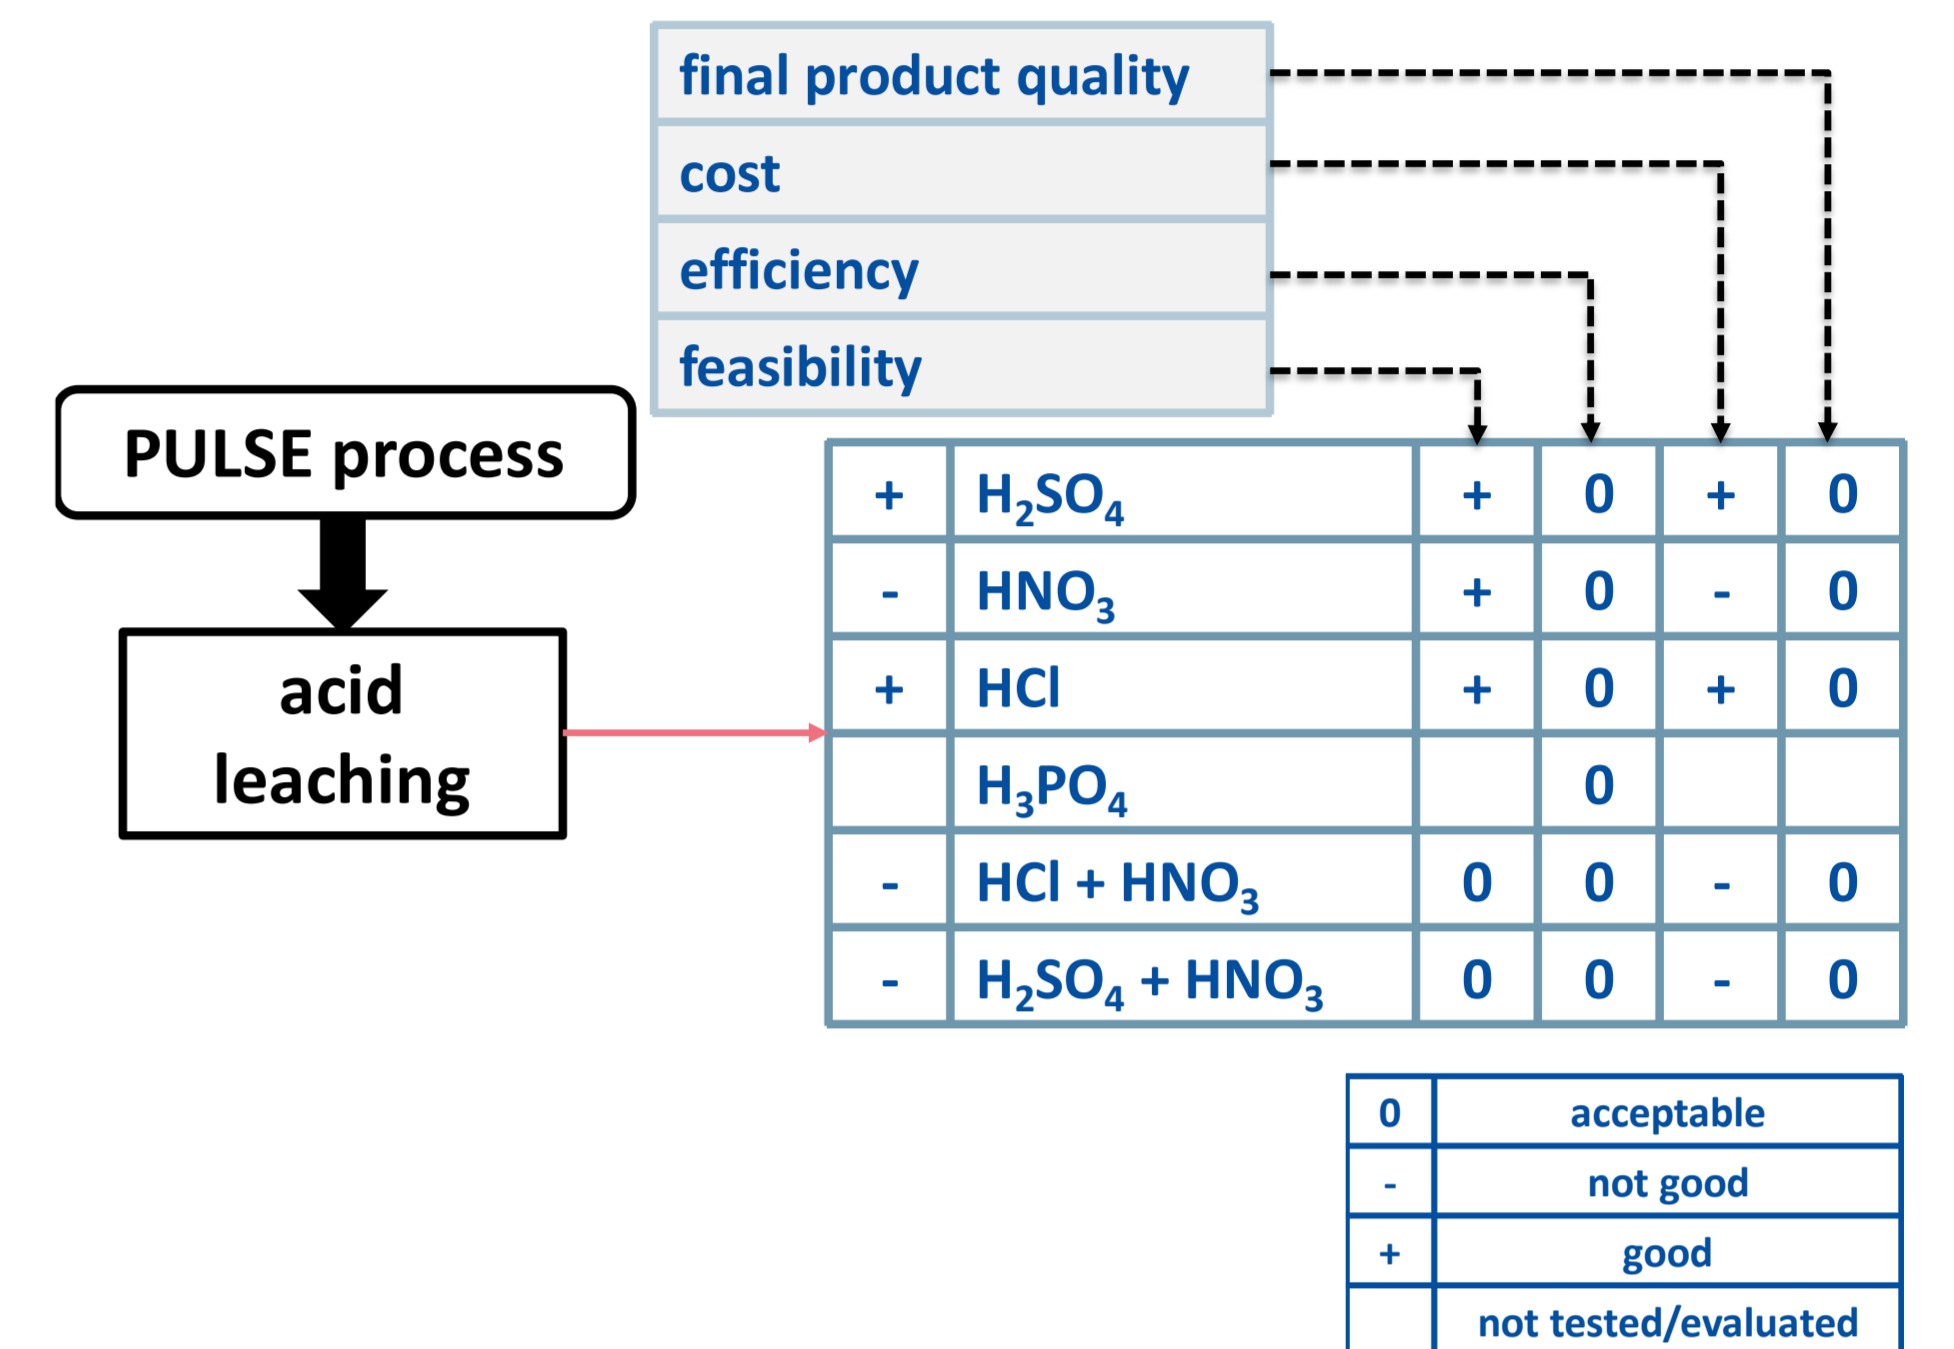 final product quality
cost
efficiency
feasibility
PULSE process
acid
leaching
+ H₂SO₄ + 0 + 0
- HNO₃ + 0 - 0
+ HCl + 0 + 0
H₃PO₄ 0
- HCl + HNO₃ 0 0 - 0
- H₂SO₄ + HNO₃ 0 0 - 0
0 acceptable
- not good
+ good
not tested/evaluated